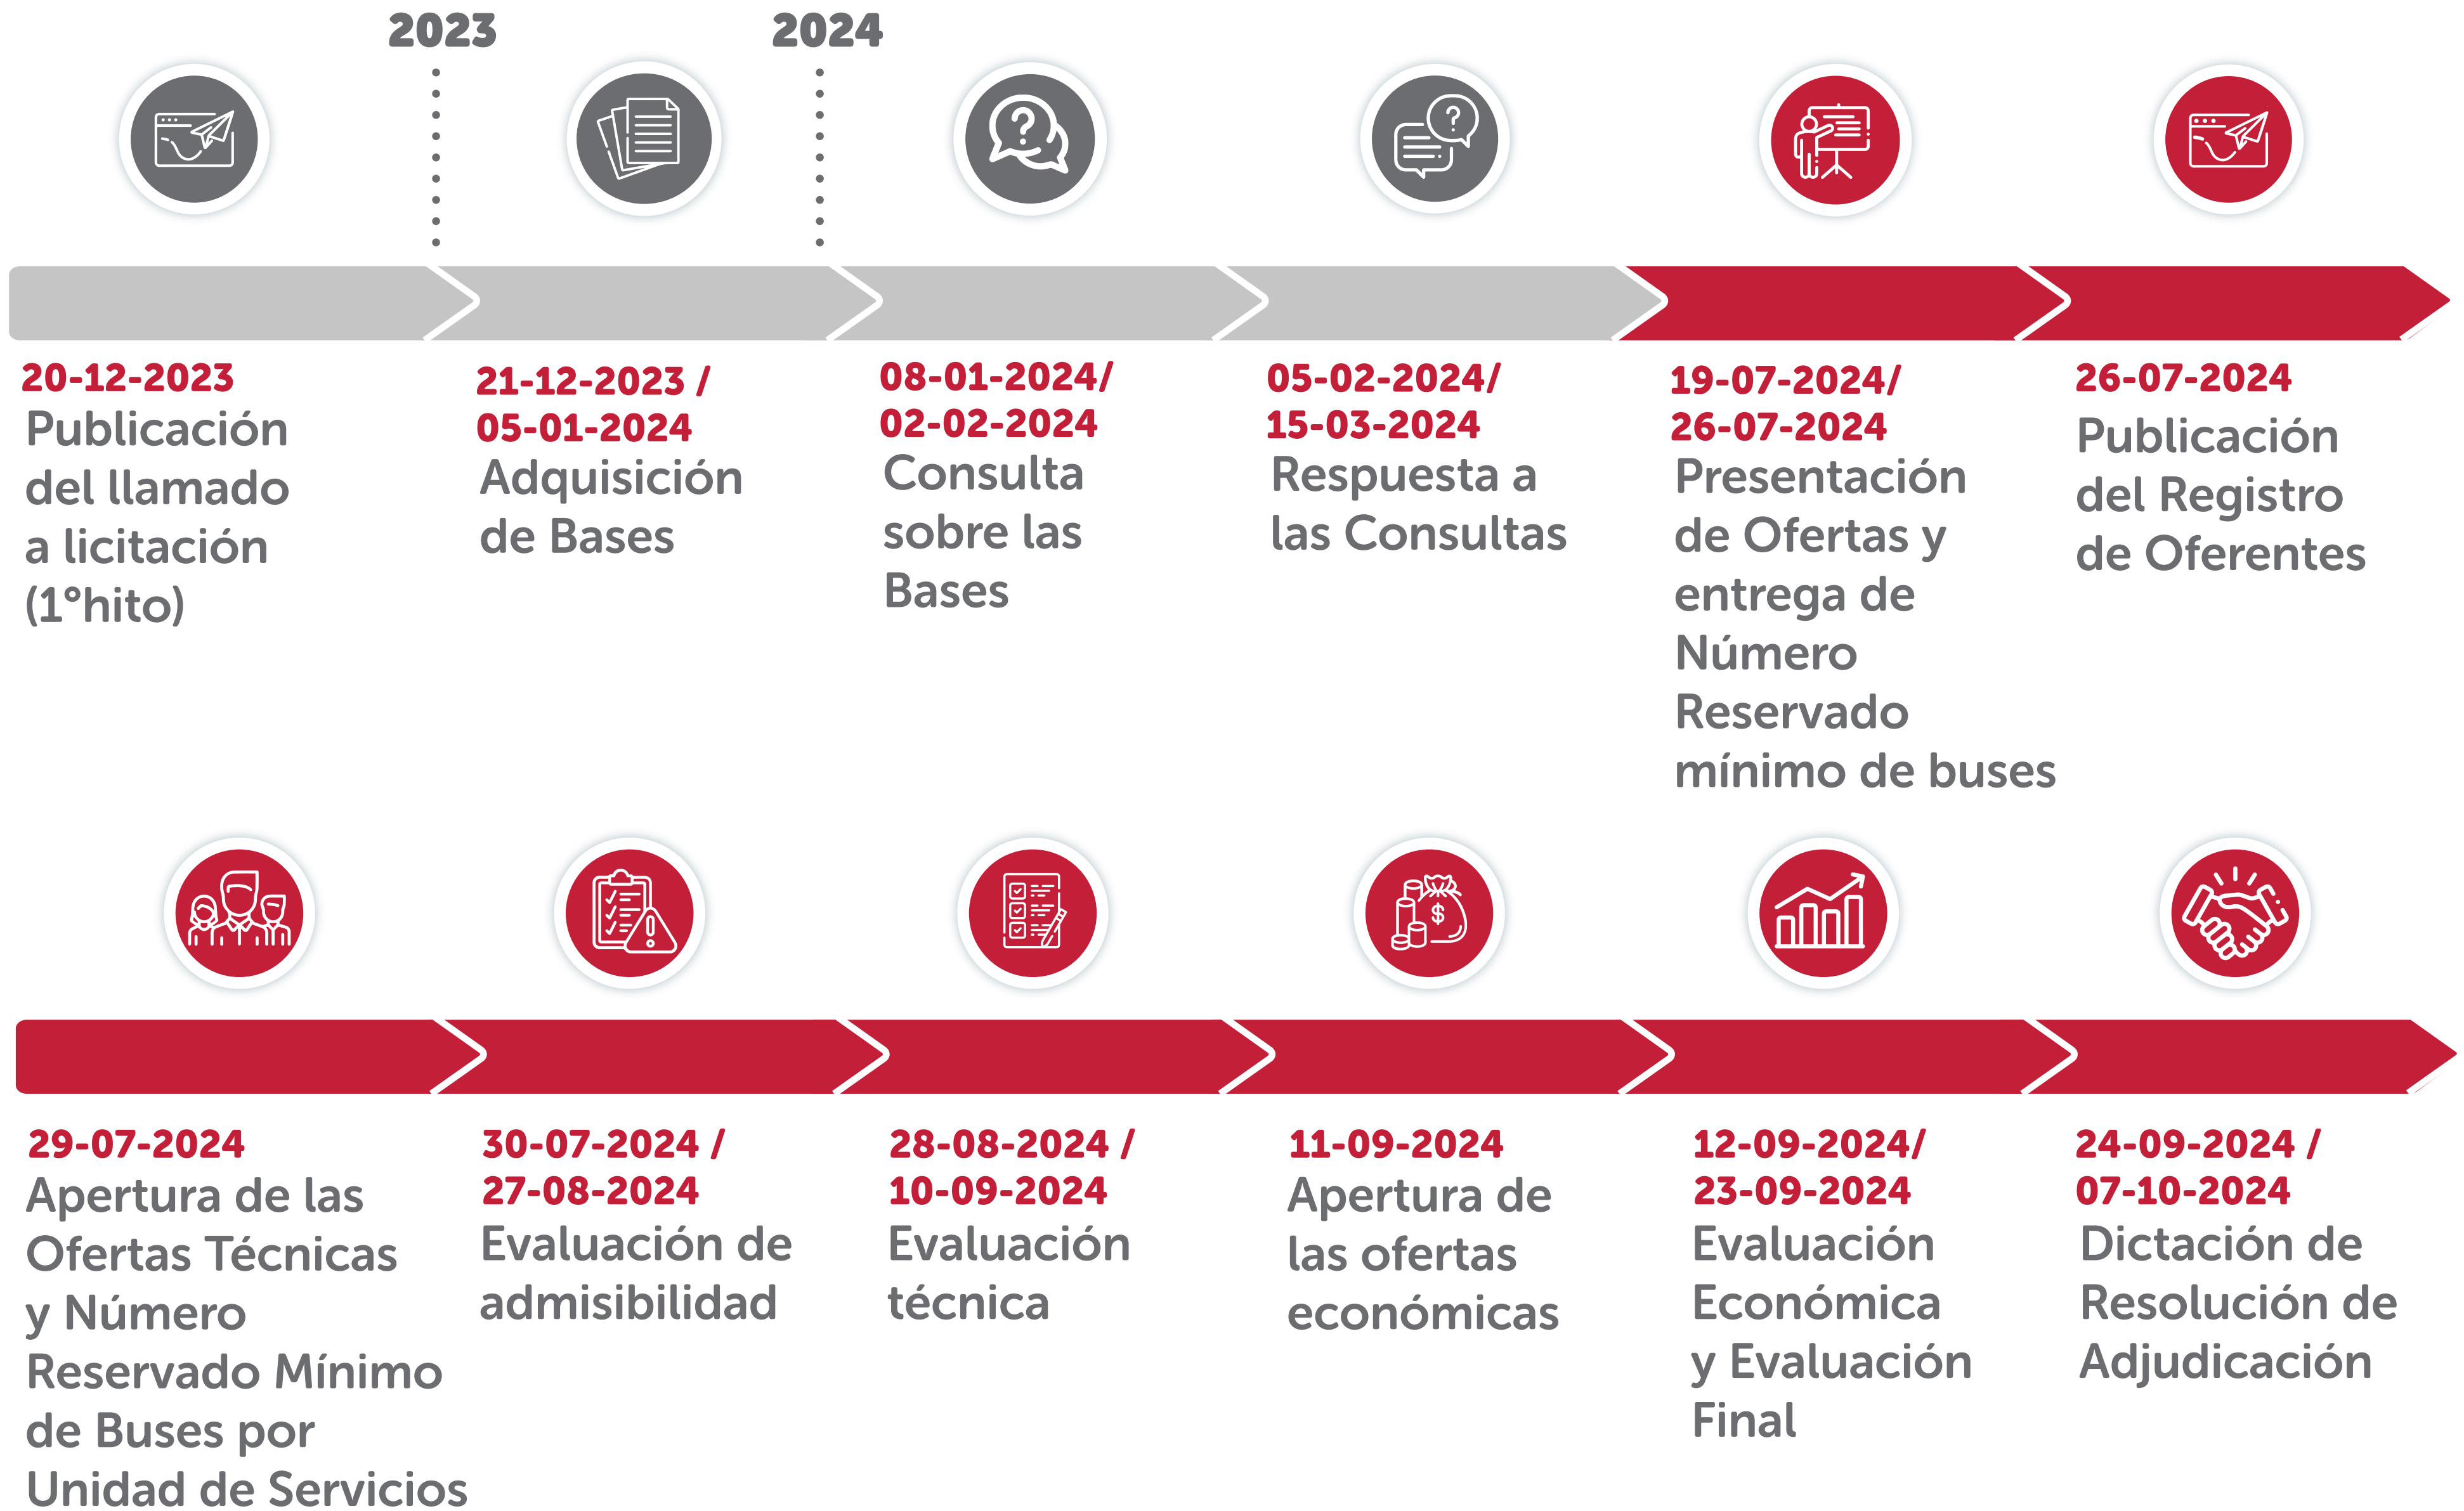 2023
2024
20-12-2023
Publicación
del llamado
a licitación
(1°hito)
21-12-2023 /
05-01-2024
Adquisición
de Bases
08-01-2024/
02-02-2024
Consulta
sobre las
Bases
05-02-2024/
15-03-2024
Respuesta a
las Consultas
19-07-2024/
26-07-2024
Presentación
de Ofertas y
entrega de
Número
Reservado
mínimo de buses
26-07-2024
Publicación
del Registro
de Oferentes
29-07-2024
Apertura de las
Ofertas Técnicas
y Número
Reservado Mínimo
de Buses por
Unidad de Servicios
30-07-2024 /
27-08-2024
Evaluación de
admisibilidad
28-08-2024 /
10-09-2024
Evaluación
técnica
11-09-2024
Apertura de
las ofertas
económicas
12-09-2024/
23-09-2024
Evaluación
Económica
y Evaluación
Final
24-09-2024 /
07-10-2024
Dictación de
Resolución de
Adjudicación